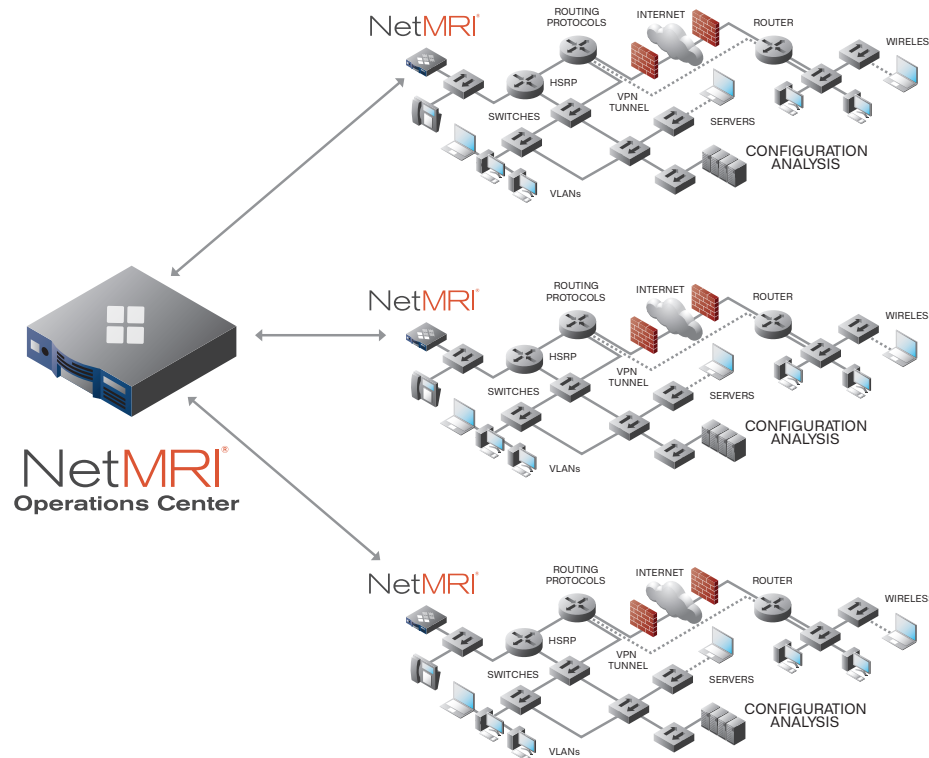 NetMRI®
ROUTING
PROTOCOLS
INTERNET
ROUTER
WIRELES
HSRP
VPN
TUNNEL
SWITCHES
SERVERS
CONFIGURATION
ANALYSIS
VLANs
NetMRI®
ROUTING
PROTOCOLS
INTERNET
ROUTER
WIRELES
HSRP
VPN
TUNNEL
SWITCHES
SERVERS
CONFIGURATION
ANALYSIS
VLANs
NetMRI®
Operations Center
NetMRI®
ROUTING
PROTOCOLS
INTERNET
ROUTER
WIRELES
HSRP
VPN
TUNNEL
SWITCHES
SERVERS
CONFIGURATION
ANALYSIS
VLANs